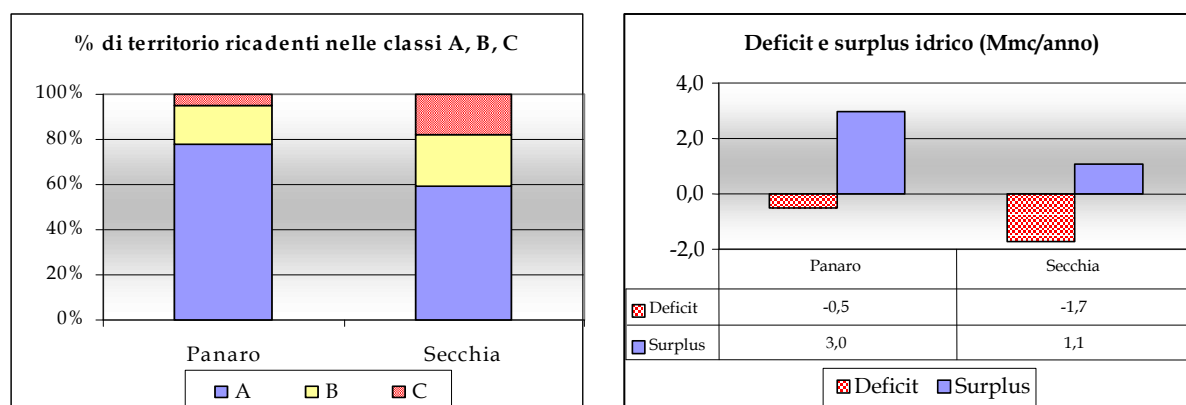 % di territorio ricadenti nelle classi A, B, C
100%
80%
60%
40%
20%
0%
Panaro Secchia
A B C
Deficit e surplus idrico (Mmc/anno)
4,0
2,0
0,0
-2,0
Panaro Secchia
Deficit -0,5 -1,7
Surplus 3,0 1,1
Deficit Surplus